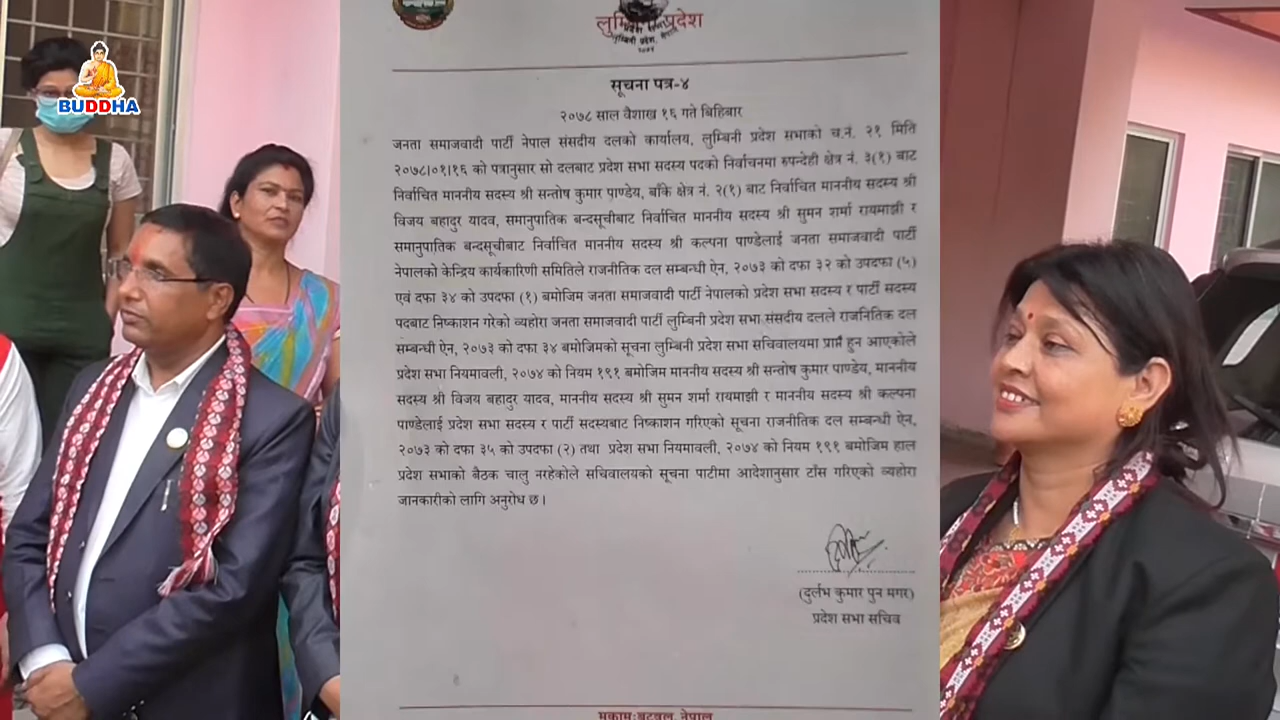 BUDDHA
लुम्बिनी प्रदेश
लुम्बिनी प्रदेश, नेपाल
सूचना पत्र-४
२०७८ साल वैशाख १६ गते बिहिबार
जनता समाजवादी पार्टी नेपाल संसदीय दलको कार्यालय, लुम्बिनी प्रदेश सभाको च.नं. २१ मिति
२०७८।०१।१६ को पत्रानुसार सो दलबाट प्रदेश सभा सदस्य पदको निर्वाचनमा रुपन्देही क्षेत्र नं. ३(१) बाट
निर्वाचित माननीय सदस्य श्री सन्तोष कुमार पाण्डेय, बाँके क्षेत्र नं. २(१) बाट निर्वाचित माननीय सदस्य श्री
विजय बहादुर यादव, समानुपातिक बन्दसूचीबाट निर्वाचित माननीय सदस्य श्री सुमन शर्मा रायमाझी र
समानुपातिक बन्दसूचीबाट निर्वाचित माननीय सदस्य श्री कल्पना पाण्डेलाई जनता समाजवादी पार्टी
नेपालको केन्द्रिय कार्यकारिणी समितिले राजनीतिक दल सम्बन्धी ऐन, २०७३ को दफा ३२ को उपदफा (५)
एवं दफा ३४ को उपदफा (१) बमोजिम जनता समाजवादी पार्टी नेपालको प्रदेश सभा सदस्य र पार्टी सदस्य
पदबाट निष्काशन गरेको व्यहोरा जनता समाजवादी पार्टी लुम्बिनी प्रदेश सभा संसदीय दलले राजनितिक दल
सम्बन्धी ऐन, २०७३ को दफा ३४ बमोजिमको सूचना लुम्बिनी प्रदेश सभा सचिवालयमा प्राप्त हुन आएकोले
प्रदेश सभा नियमावली, २०७४ को नियम १९१ बमोजिम माननीय सदस्य श्री सन्तोष कुमार पाण्डेय, माननीय
सदस्य श्री विजय बहादुर यादव, माननीय सदस्य श्री सुमन शर्मा रायमाझी र माननीय सदस्य श्री कल्पना
पाण्डेलाई प्रदेश सभा सदस्य र पार्टी सदस्यबाट निष्काशन गरिएको सूचना राजनीतिक दल सम्बन्धी ऐन,
२०७३ को दफा ३५ को उपदफा (२) तथा प्रदेश सभा नियमावली, २०७४ को नियम १९१ बमोजिम हाल
प्रदेश सभाको बैठक चालु नरहेकोले सचिवालयको सूचना पाटीमा आदेशानुसार टाँस गरिएको व्यहोरा
जानकारीको लागि अनुरोध छ।
(दुर्लभ कुमार पुन मगर)
प्रदेश सभा सचिव
मुकामः बुटवल, नेपाल